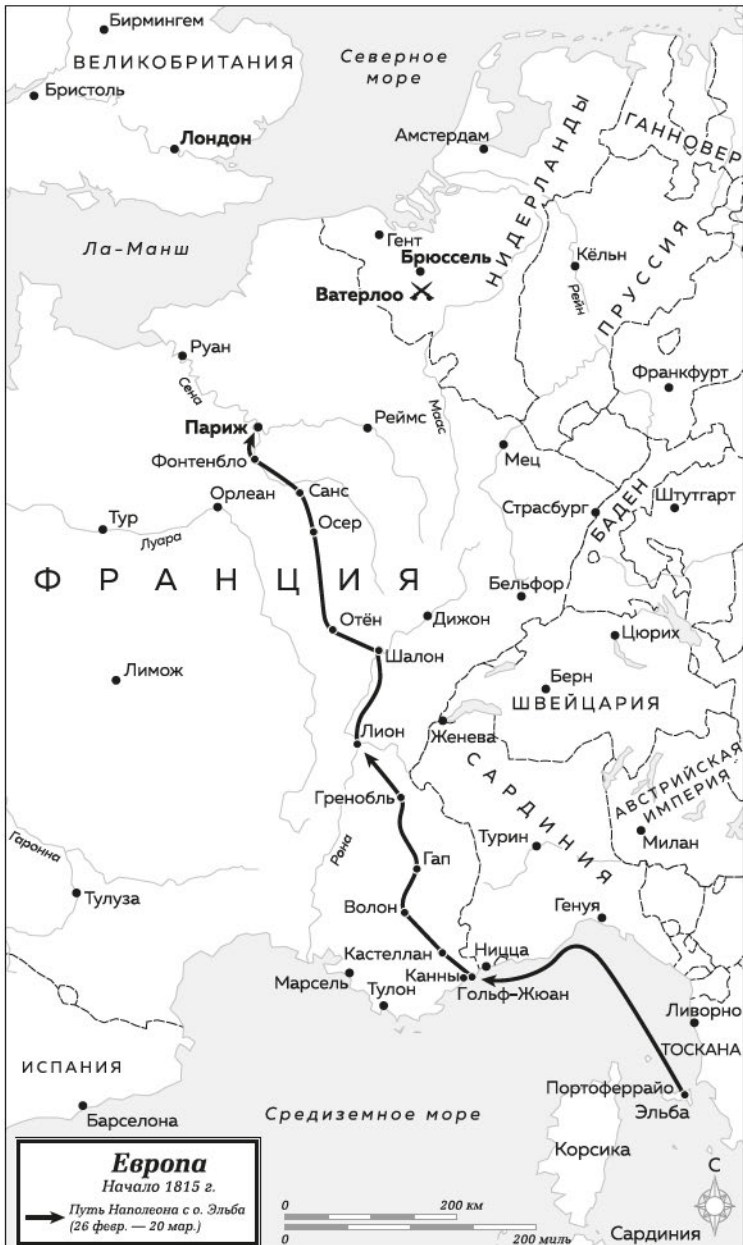 Бирмингем
ВЕЛИКОБРИТАНИЯ
Бристоль
Лондон
Северное
море
Амстердам
НИДЕРЛАНДЫ
ГАННОВЕР
Ла-Манш
Гент
Брюссель
Ватерлоо
Кёльн
Рейн
ПРУССИЯ
Руан
Сена
Франкфурт
Париж
Реймс
Маас
Мец
Фонтенбло
Санс
Орлеан
Страсбург
БАДЕН
Штутгарт
Тур
Луара
Осер
ФРАНЦИЯ
Бельфор
Отён
Дижон
Цюрих
Шалон
Лимож
Берн
ШВЕЙЦАРИЯ
Лион
Женева
САРДИНИЯ
АВСТРИЙСКАЯ
ИМПЕРИЯ
Гренобль
Турин
Милан
Гаронна
Рона
Гап
Тулуза
Волон
Генуя
Кастеллан
Ницца
Марсель
Канны
Гольф-Жюан
Тулон
Ливорно
ТОСКАНА
ИСПАНИЯ
Портоферрайо
Эльба
Барселона
Средиземное море
Корсика
Европа
Начало 1815 г.
Путь Наполеона с о. Эльба
(26 февр. — 20 мар.)
0 200 км
0 200 миль
С
Сардиния